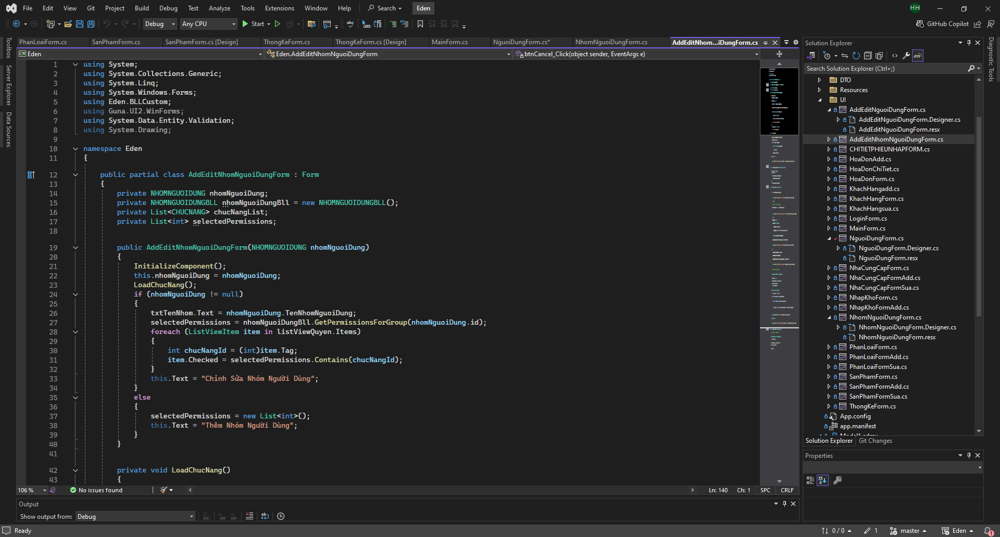 File Edit View Git Project Build Debug Test Analyze Tools Extensions Window Help Search Eden HH
Debug Any CPU Start GitHub Copilot
PhanLoaiForm.cs SanPhamForm.cs SanPhamForm.cs [Design] ThongKeForm.cs ThongKeForm.cs [Design] MainForm.cs NguoiDungForm.cs* NhomNguoiDungForm.cs AddEditNhom...iDungForm.cs
Eden Eden.AddEditNhomNguoiDungForm btnCancel_Click(object sender, EventArgs e)
Toolbox
Server Explorer
Data Sources
1 using System;
2 using System.Collections.Generic;
3 using System.Linq;
4 using System.Windows.Forms;
5 using Eden.BLLCustom;
6 using Guna.UI2.WinForms;
7 using System.Data.Entity.Validation;
8 using System.Drawing;
9
10 namespace Eden
11 {
12 public partial class AddEditNhomNguoiDungForm : Form
13 {
14 private NHOMNGUOIDUNG nhomNguoiDung;
15 private NHOMNGUOIDUNGBLL nhomNguoiDungBll = new NHOMNGUOIDUNGBLL();
16 private List<CHUCNANG> chucNangList;
17 private List<int> selectedPermissions;
18
19 public AddEditNhomNguoiDungForm(NHOMNGUOIDUNG nhomNguoiDung)
20 {
21 InitializeComponent();
22 this.nhomNguoiDung = nhomNguoiDung;
23 LoadChucNang();
24 if (nhomNguoiDung != null)
25 {
26 txtTenNhom.Text = nhomNguoiDung.TenNhomNguoiDung;
27 selectedPermissions = nhomNguoiDungBll.GetPermissionsForGroup(nhomNguoiDung.id);
28 foreach (ListViewItem item in listViewQuyen.Items)
29 {
30 int chucNangId = (int)item.Tag;
31 item.Checked = selectedPermissions.Contains(chucNangId);
32 }
33 this.Text = "Chỉnh Sửa Nhóm Người Dùng";
34 }
35 else
36 {
37 selectedPermissions = new List<int>();
38 this.Text = "Thêm Nhóm Người Dùng";
39 }
40 }
41
42 private void LoadChucNang()
43 {
106 % No issues found Ln: 140 Ch: 1 SPC CRLF
Output
Show output from: Debug
Solution Explorer
Search Solution Explorer (Ctrl+;)
DTO
Resources
UI
AddEditNguoiDungForm.cs
AddEditNguoiDungForm.Designer.cs
AddEditNguoiDungForm.resx
AddEditNhomNguoiDungForm.cs
CHITIETPHIEUNHAPFORM.cs
HoaDonAdd.cs
HoaDonChiTiet.cs
HoaDonForm.cs
KhachHangadd.cs
KhachHangForm.cs
KhachHangsua.cs
LoginForm.cs
MainForm.cs
NguoiDungForm.cs
NguoiDungForm.Designer.cs
NguoiDungForm.resx
NhaCungCapForm.cs
NhaCungCapFormAdd.cs
NhaCungCapFormSua.cs
NhapKhoForm.cs
NhapKhoFormAdd.cs
NhomNguoiDungForm.cs
NhomNguoiDungForm.Designer.cs
NhomNguoiDungForm.resx
PhanLoaiForm.cs
PhanLoaiFormAdd.cs
PhanLoaiFormSua.cs
SanPhamForm.cs
SanPhamFormAdd.cs
SanPhamFormSua.cs
ThongKeForm.cs
App.config
app.manifest
Solution Explorer Git Changes
Properties
Diagnostic Tools
Ready 0 / 0 1 master Eden 1